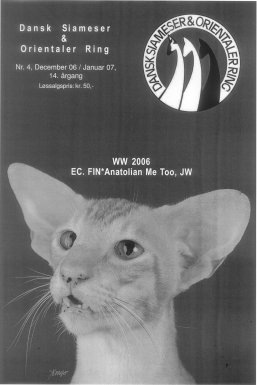 Dansk Siameser
&
Orientaler Ring
Nr. 4, December 06 / Januar 07,
14. årgang
Løssalgspris: kr. 50,-
DANSK SIAMESER & ORIENTALER RING
WW 2006
EC. FIN*Anatolian Me Too, JW